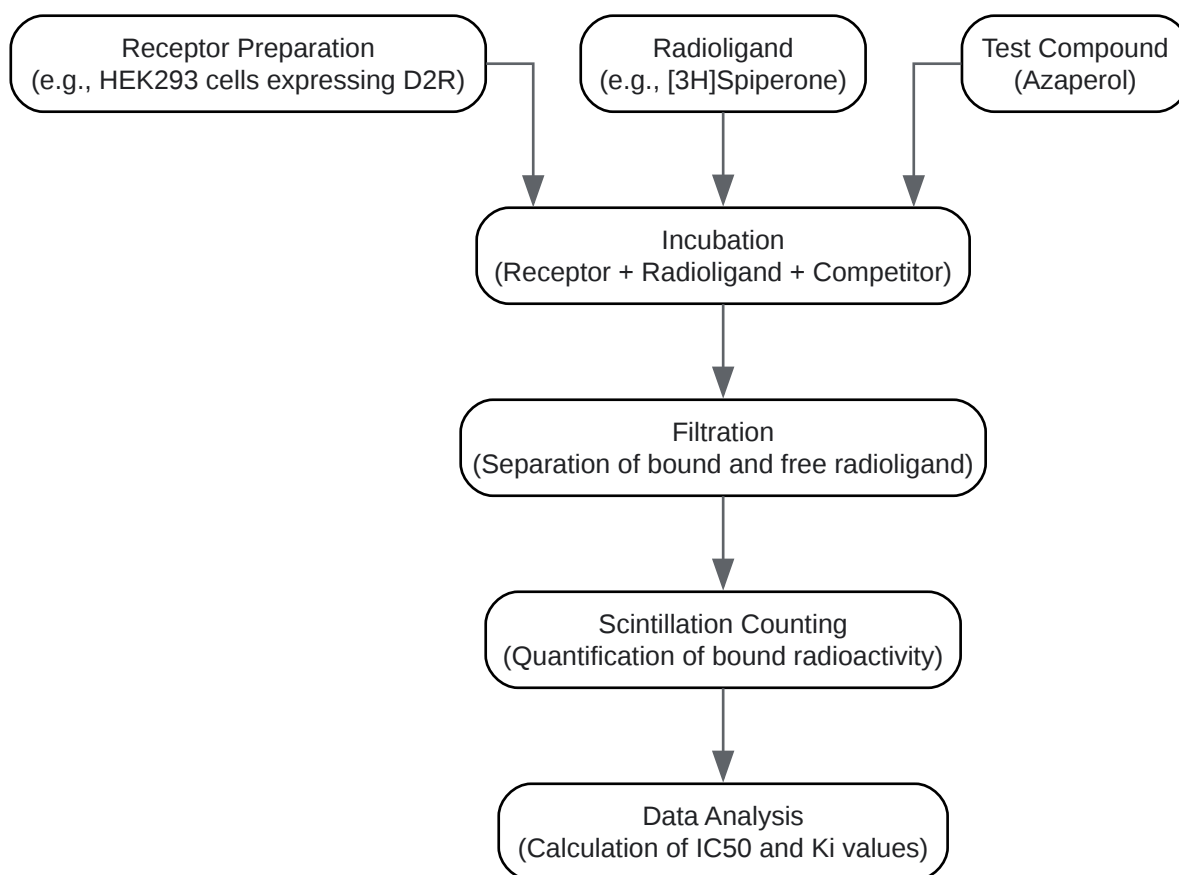 Receptor Preparation
(e.g., HEK293 cells expressing D2R)
Radioligand
(e.g., [3H]Spiperone)
Test Compound
(Azaperol)
Incubation
(Receptor + Radioligand + Competitor)
Filtration
(Separation of bound and free radioligand)
Scintillation Counting
(Quantification of bound radioactivity)
Data Analysis
(Calculation of IC50 and Ki values)